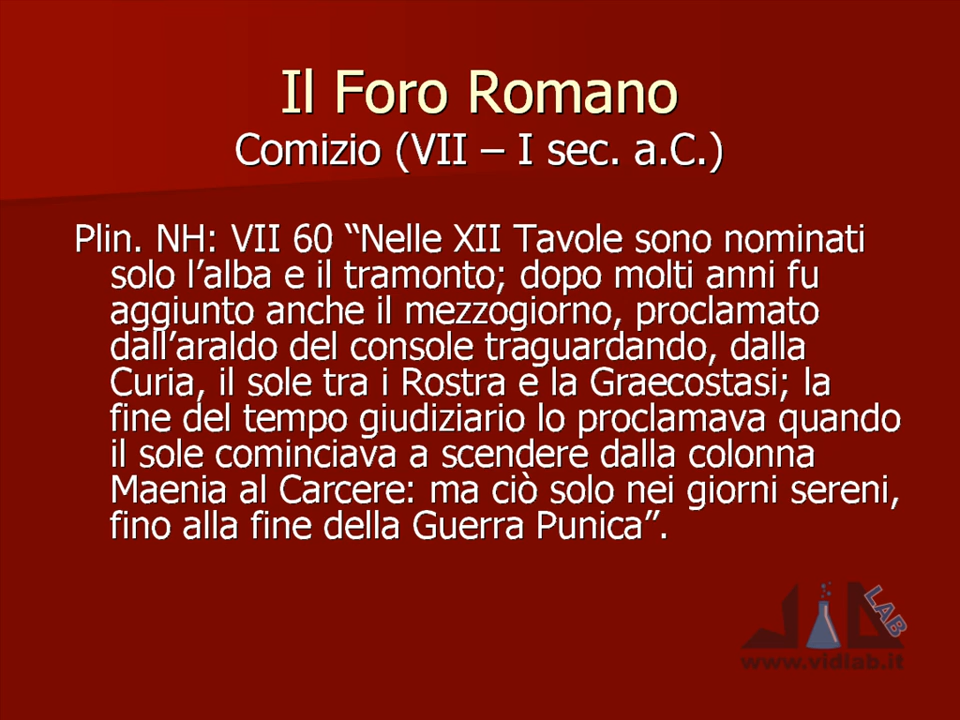 Il Foro Romano
Comizio (VII – I sec. a.C.)
Plin. NH: VII 60 “Nelle XII Tavole sono nominati
solo l’alba e il tramonto; dopo molti anni fu
aggiunto anche il mezzogiorno, proclamato
dall’araldo del console traguardando, dalla
Curia, il sole tra i Rostra e la Graecostasi; la
fine del tempo giudiziario lo proclamava quando
il sole cominciava a scendere dalla colonna
Maenia al Carcere: ma ciò solo nei giorni sereni,
fino alla fine della Guerra Punica”.
LAB
www.vidlab.it